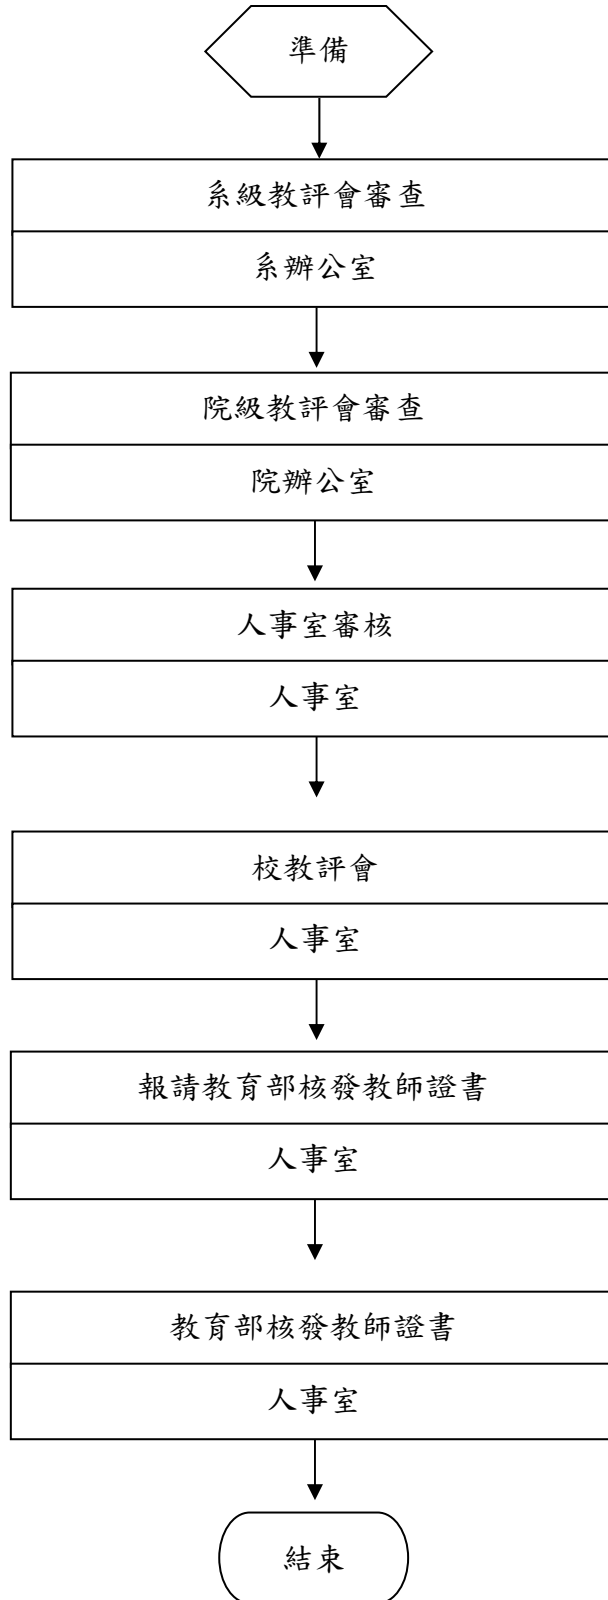 準備
系級教評會審查
系辦公室
院級教評會審查
院辦公室
人事室審核
人事室
校教評會
人事室
報請教育部核發教師證書
人事室
教育部核發教師證書
人事室
結束